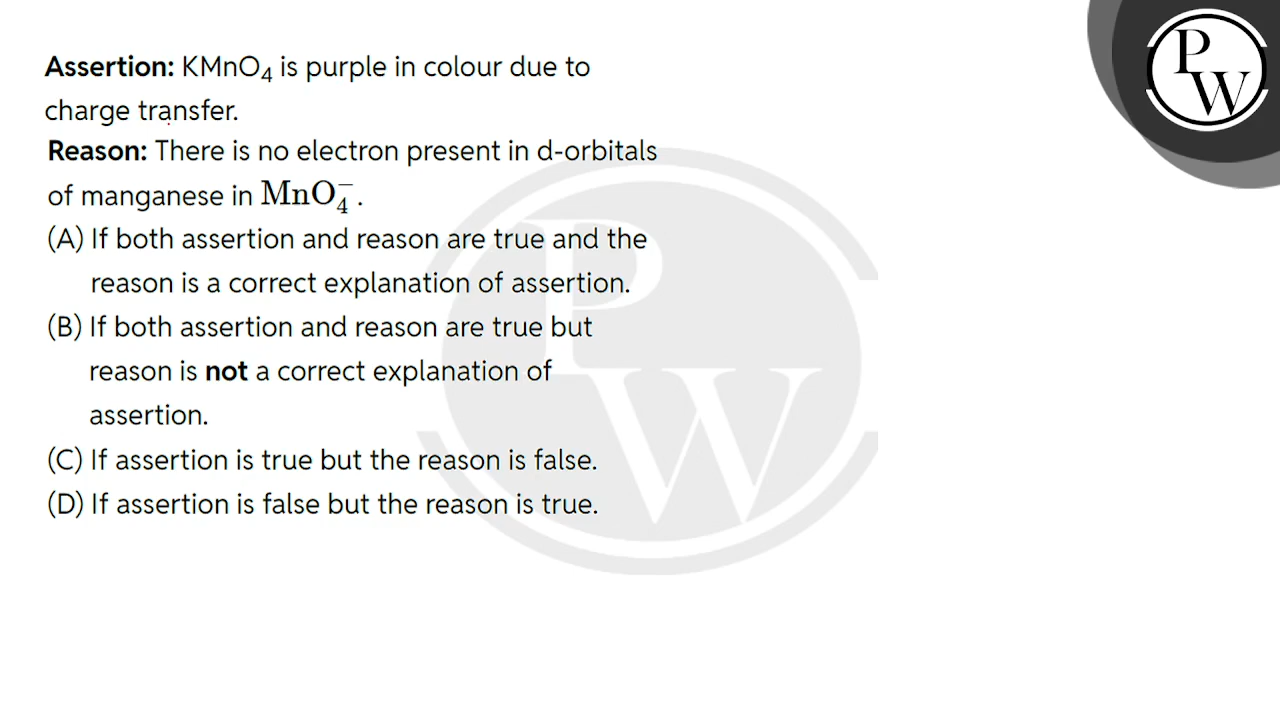 P
W
Assertion: KMnO₄ is purple in colour due to
charge transfer.
Reason: There is no electron present in d-orbitals
of manganese in MnO₄⁻.
(A) If both assertion and reason are true and the
reason is a correct explanation of assertion.
(B) If both assertion and reason are true but
reason is not a correct explanation of
assertion.
(C) If assertion is true but the reason is false.
(D) If assertion is false but the reason is true.
P
W